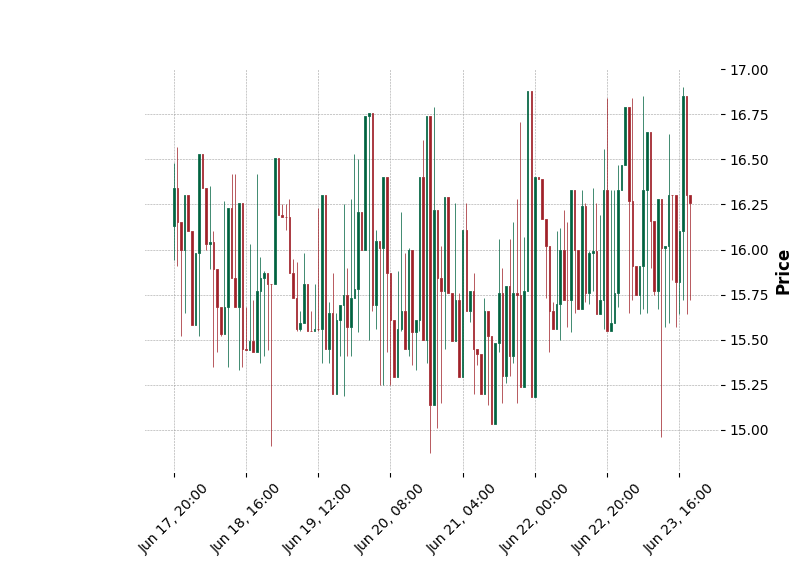 17.00
16.75
16.50
16.25
16.00
15.75
15.50
15.25
15.00
Price
Jun 17, 20:00
Jun 18, 16:00
Jun 19, 12:00
Jun 20, 08:00
Jun 21, 04:00
Jun 22, 00:00
Jun 22, 20:00
Jun 23, 16:00